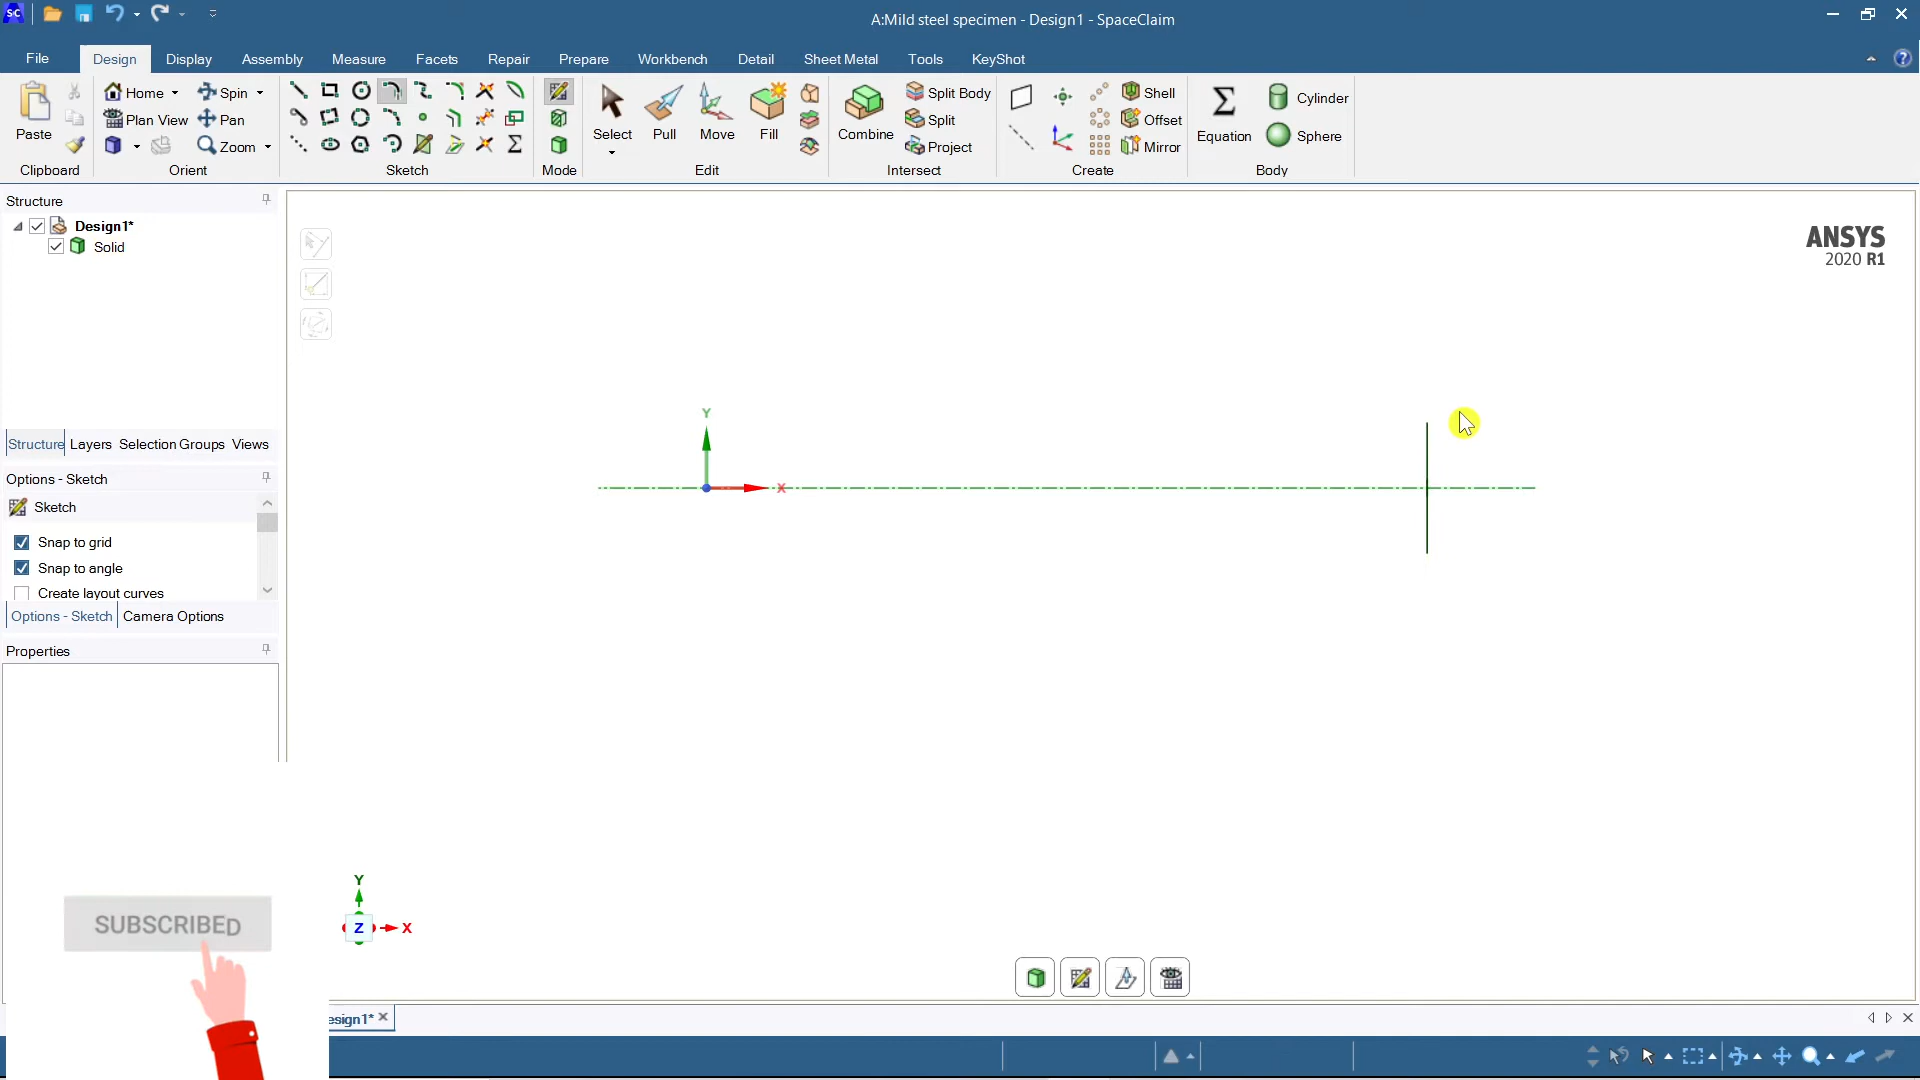 SC
A:Mild steel specimen - Design1 - SpaceClaim
File Design Display Assembly Measure Facets Repair Prepare Workbench Detail Sheet Metal Tools KeyShot
Home Spin Split Body Shell
Plan View Pan Split Offset Cylinder
Paste Zoom Select Pull Move Fill Combine Project Mirror Equation Sphere
Clipboard Orient Sketch Mode Edit Intersect Create Body
Structure
Design1*
Solid
ANSYS
2020 R1
Structure Layers Selection Groups Views
Options - Sketch
Sketch
Snap to grid
Snap to angle
Create layout curves
Options - Sketch Camera Options
Properties
Y
X
Y
Z X
SUBSCRIBED
esign1*